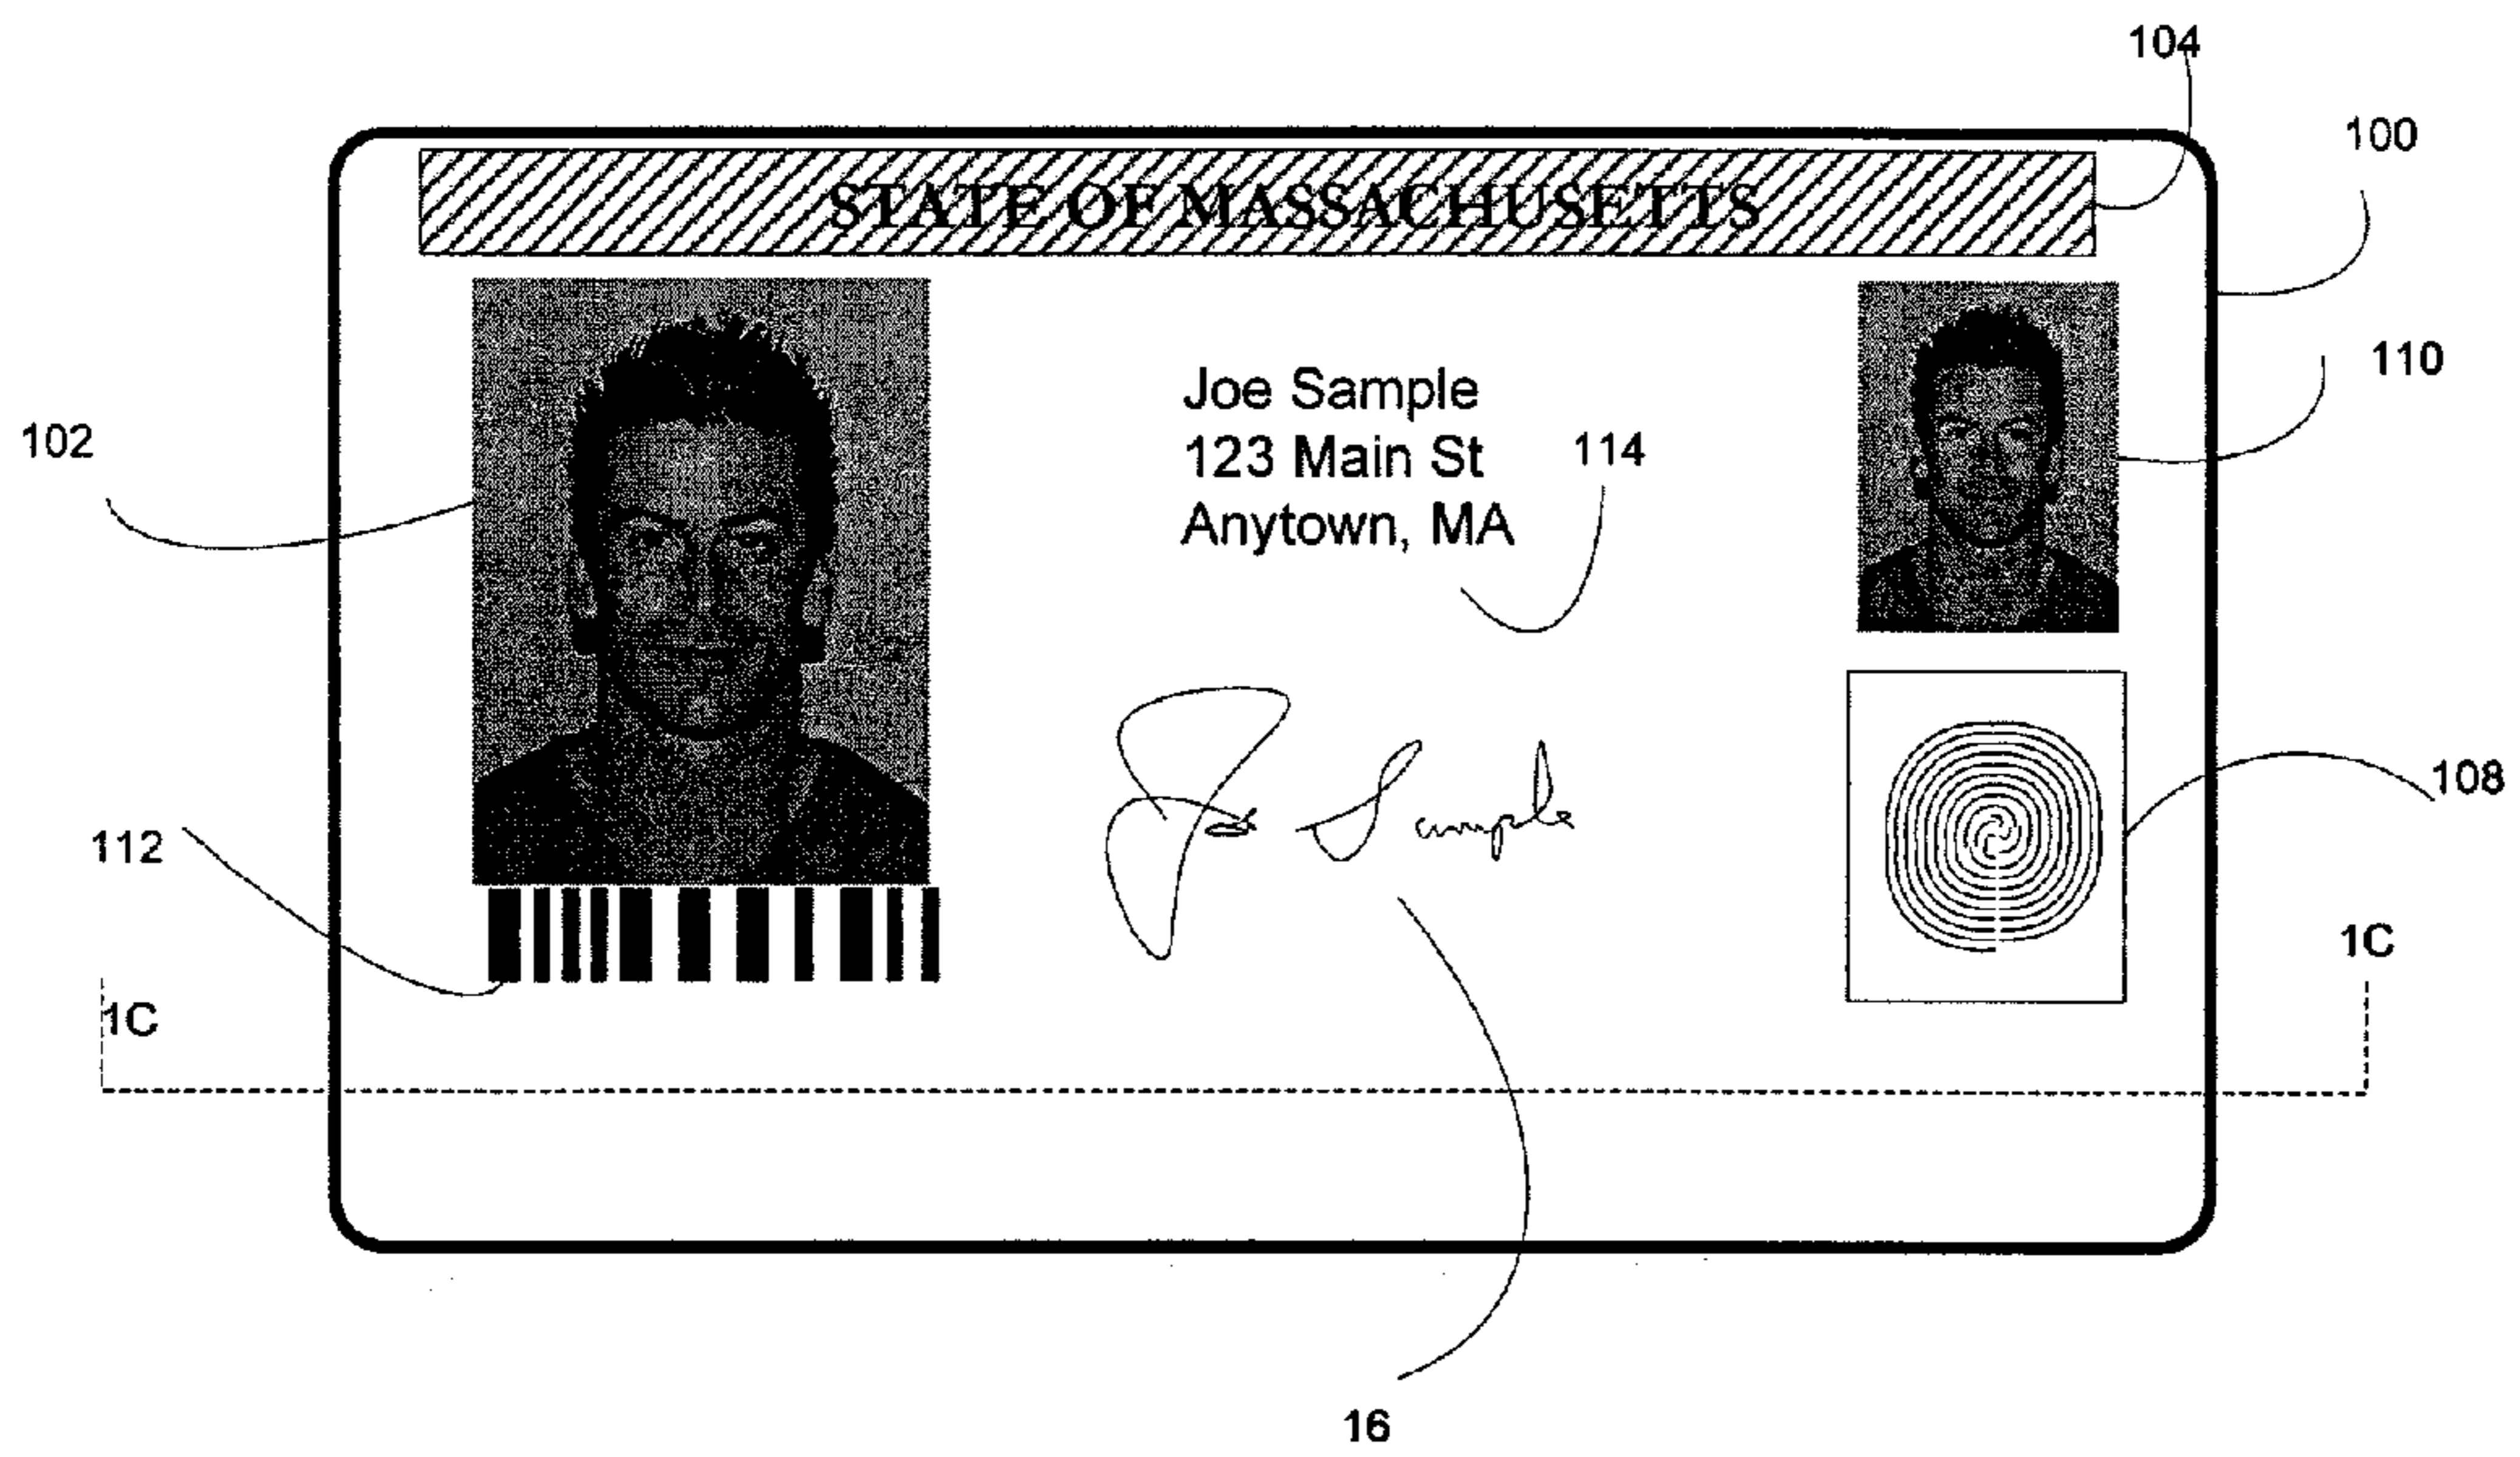 104
100
STATE OF MASSACHUSETTS
110
102
Joe Sample
123 Main St
Anytown, MA
114
108
112
Joe Sample
1C
1C
16